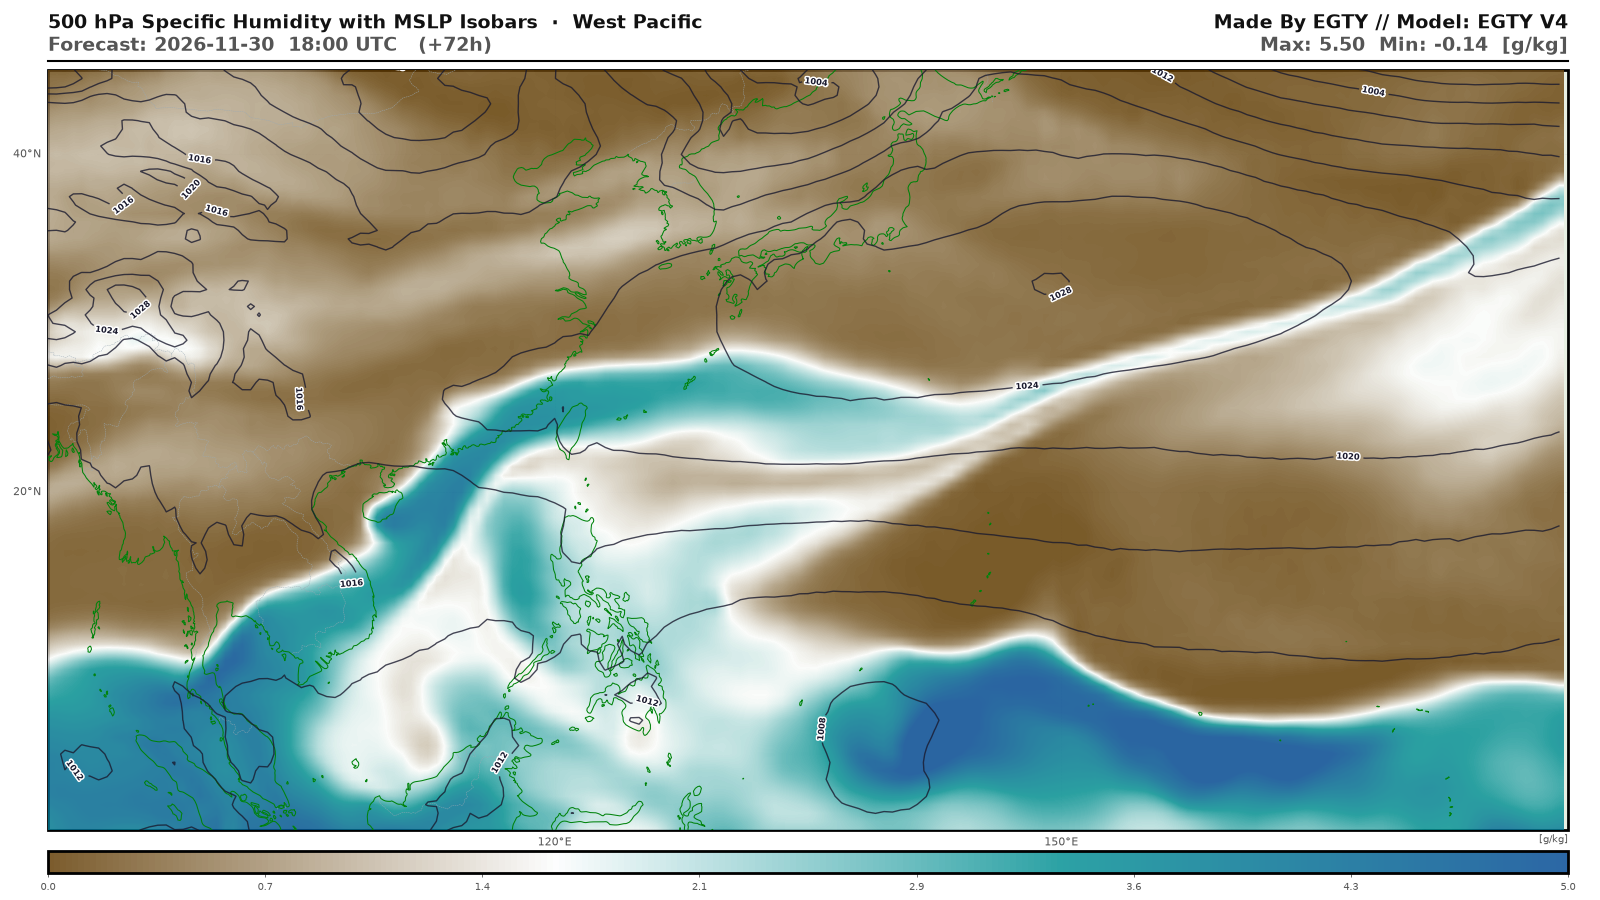 500 hPa Specific Humidity with MSLP Isobars · West Pacific
Made By EGTY // Model: EGTY V4
Forecast: 2026-11-30 18:00 UTC (+72h)
Max: 5.50 Min: -0.14 [g/kg]
1012
1004
1004
40°N
1016
1020
1016
1016
1028
1028
1024
1024
1016
1020
20°N
1016
1012
1008
1012
1012
120°E
150°E
[g/kg]
0.0
0.7
1.4
2.1
2.9
3.6
4.3
5.0